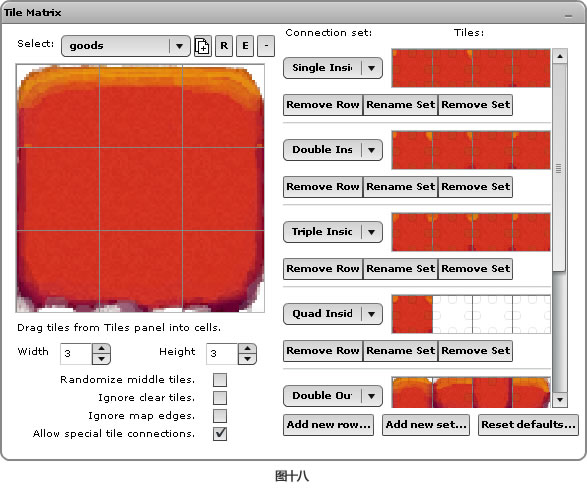 Tile Matrix
Select: goods R E -
Connection set: Tiles:
Single Insic
Remove Row Rename Set Remove Set
Double Ins
Remove Row Rename Set Remove Set
Triple Insic
Remove Row Rename Set Remove Set
Quad Insid
Remove Row Rename Set Remove Set
Double Ou
Add new row... Add new set... Reset defaults...
Drag tiles from Tiles panel into cells.
Width 3 Height 3
Randomize middle tiles.
Ignore clear tiles.
Ignore map edges.
Allow special tile connections.
图十八